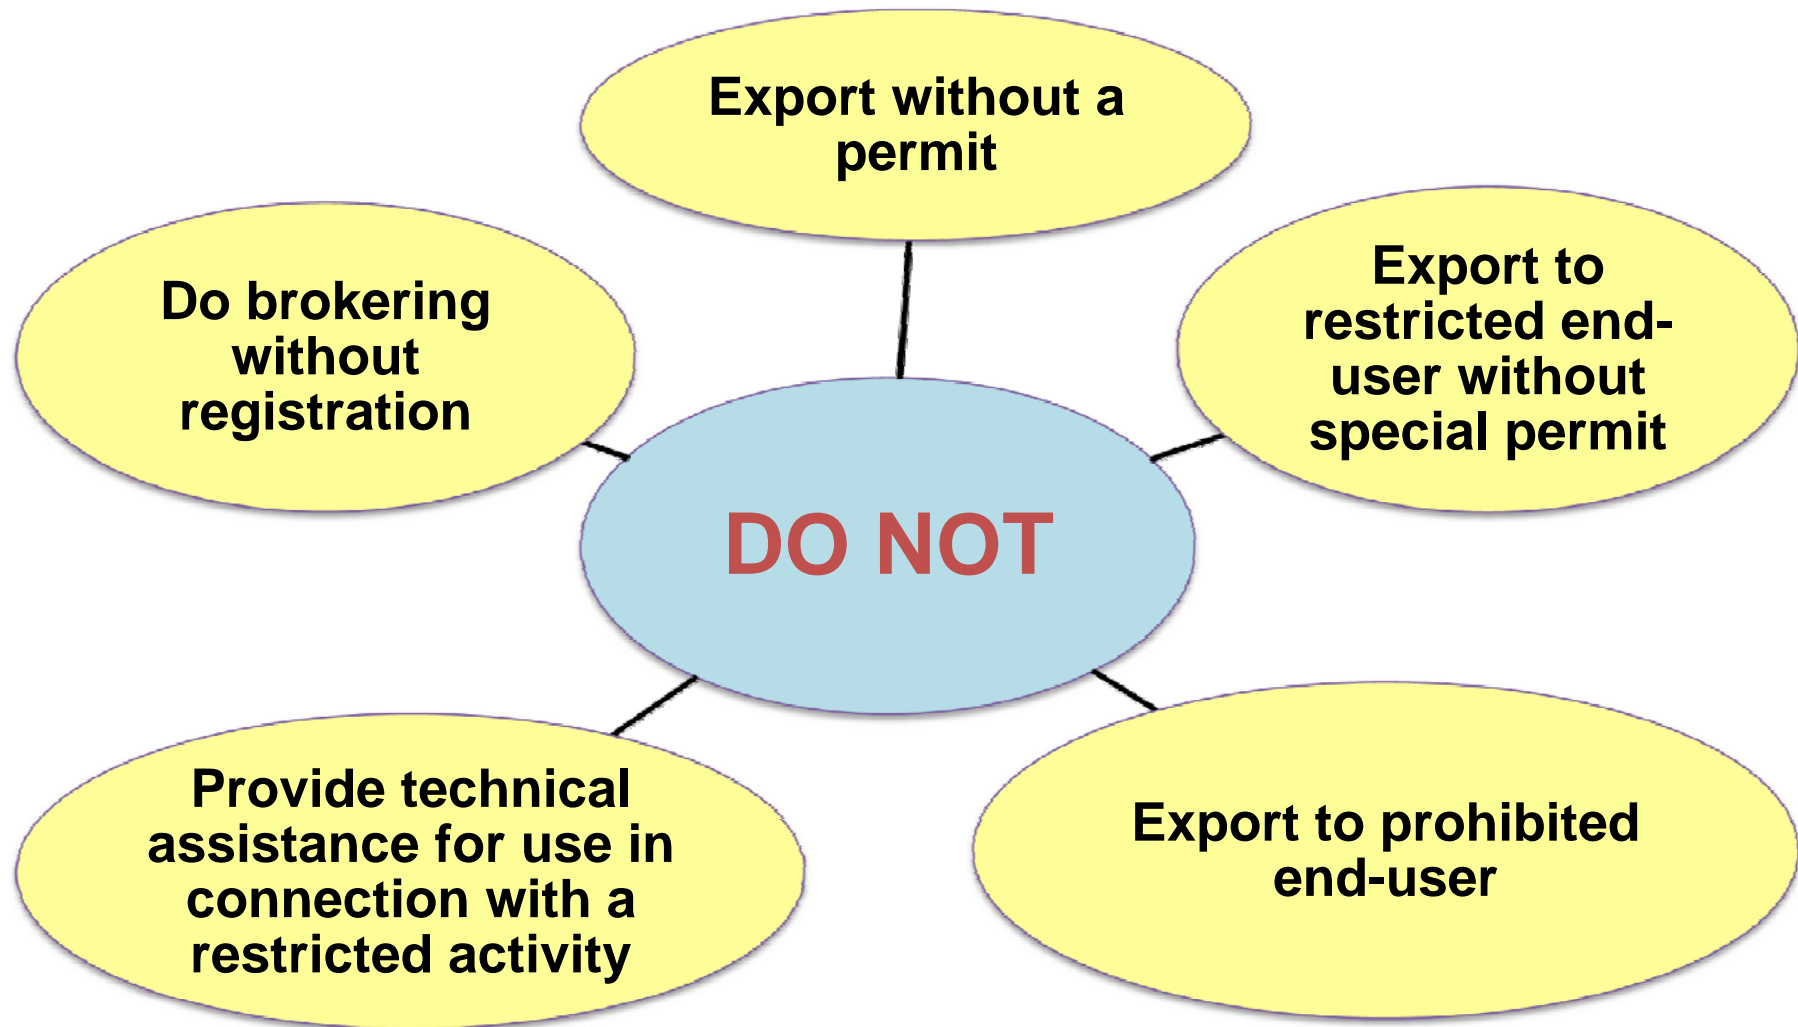 Export without a
permit
Do brokering
without
registration
Export to
restricted end-
user without
special permit
DO NOT
Provide technical
assistance for use in
connection with a
restricted activity
Export to prohibited
end-user